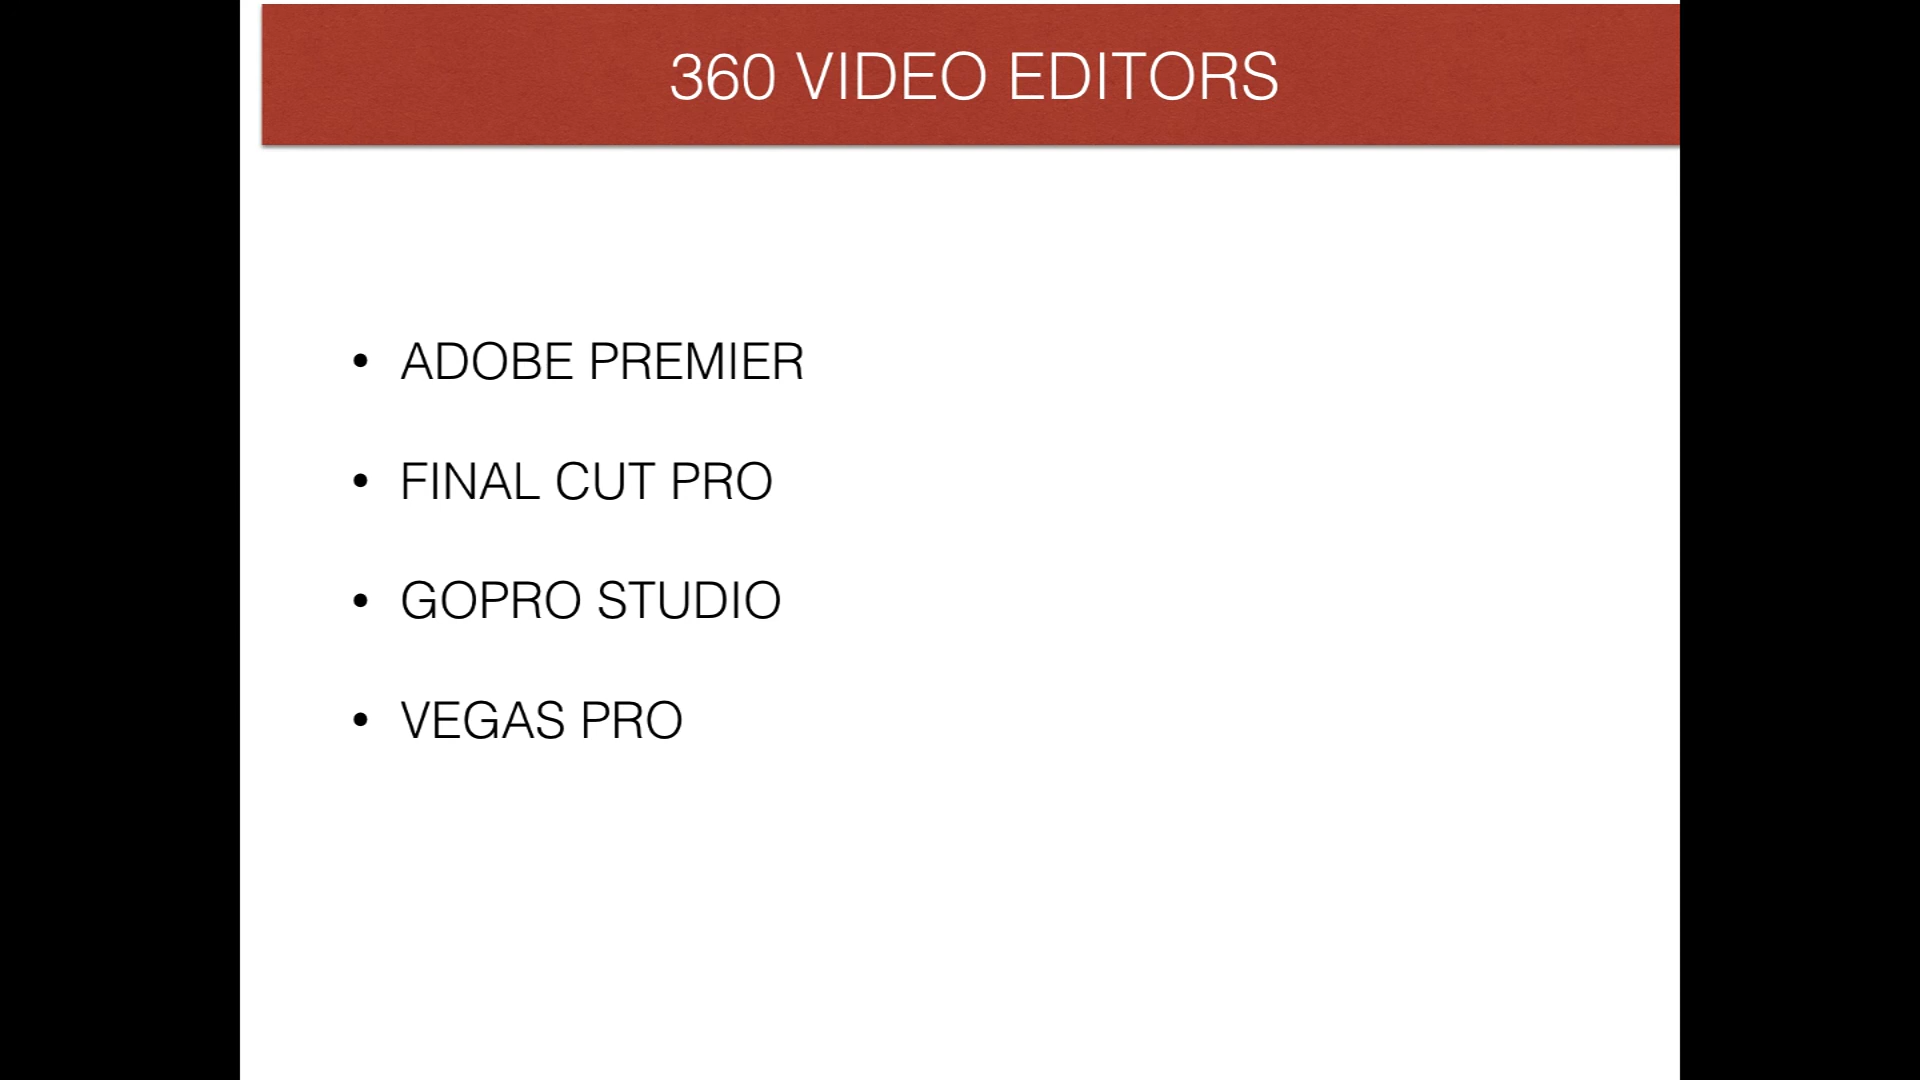 360 VIDEO EDITORS
• ADOBE PREMIER
• FINAL CUT PRO
• GOPRO STUDIO
• VEGAS PRO